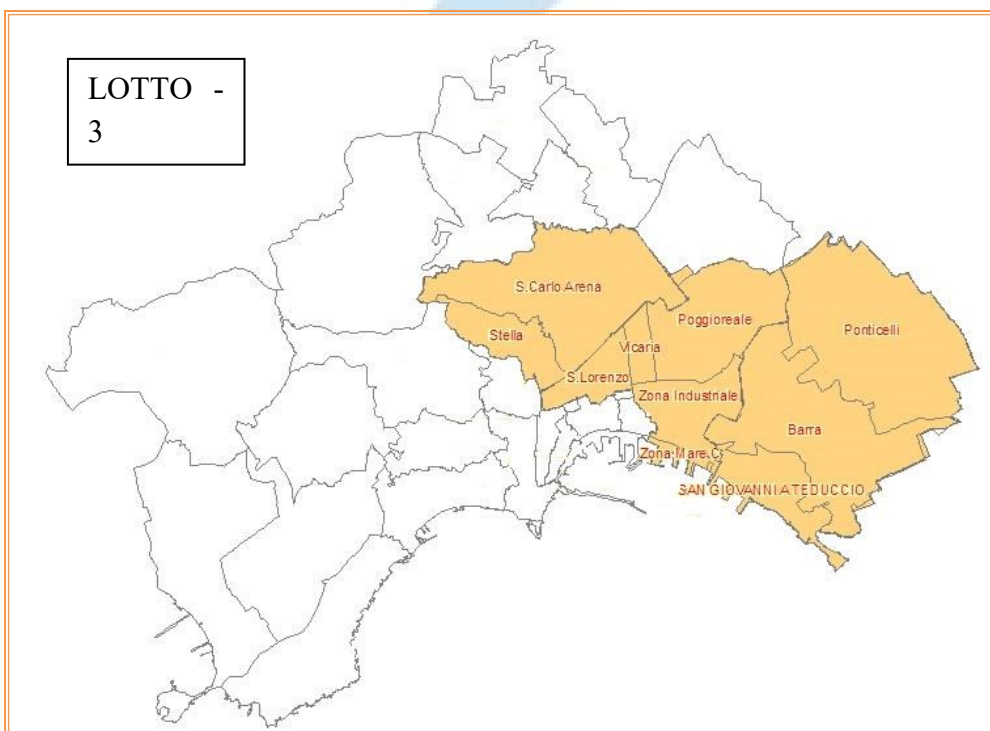 LOTTO -
3
S.Carlo Arena
Poggioreale
Ponticelli
Stella
Vicaria
S.Lorenzo
Zona Industriale
Barra
Zona Mare.C
SAN GIOVANNI A TEDUCCIO